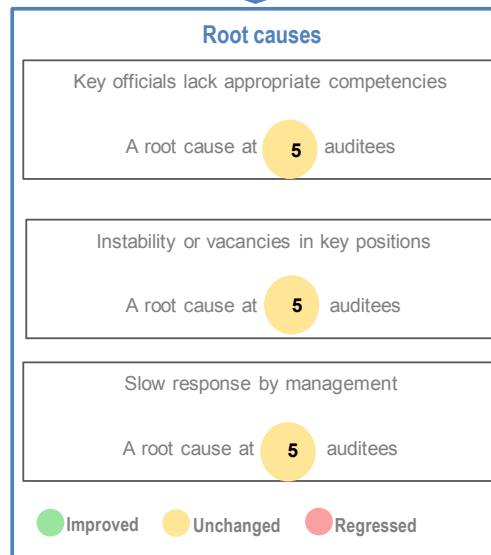 Root causes
Key officials lack appropriate competencies
A root cause at 5 auditees
Instability or vacancies in key positions
A root cause at 5 auditees
Slow response by management
A root cause at 5 auditees
Improved Unchanged Regressed